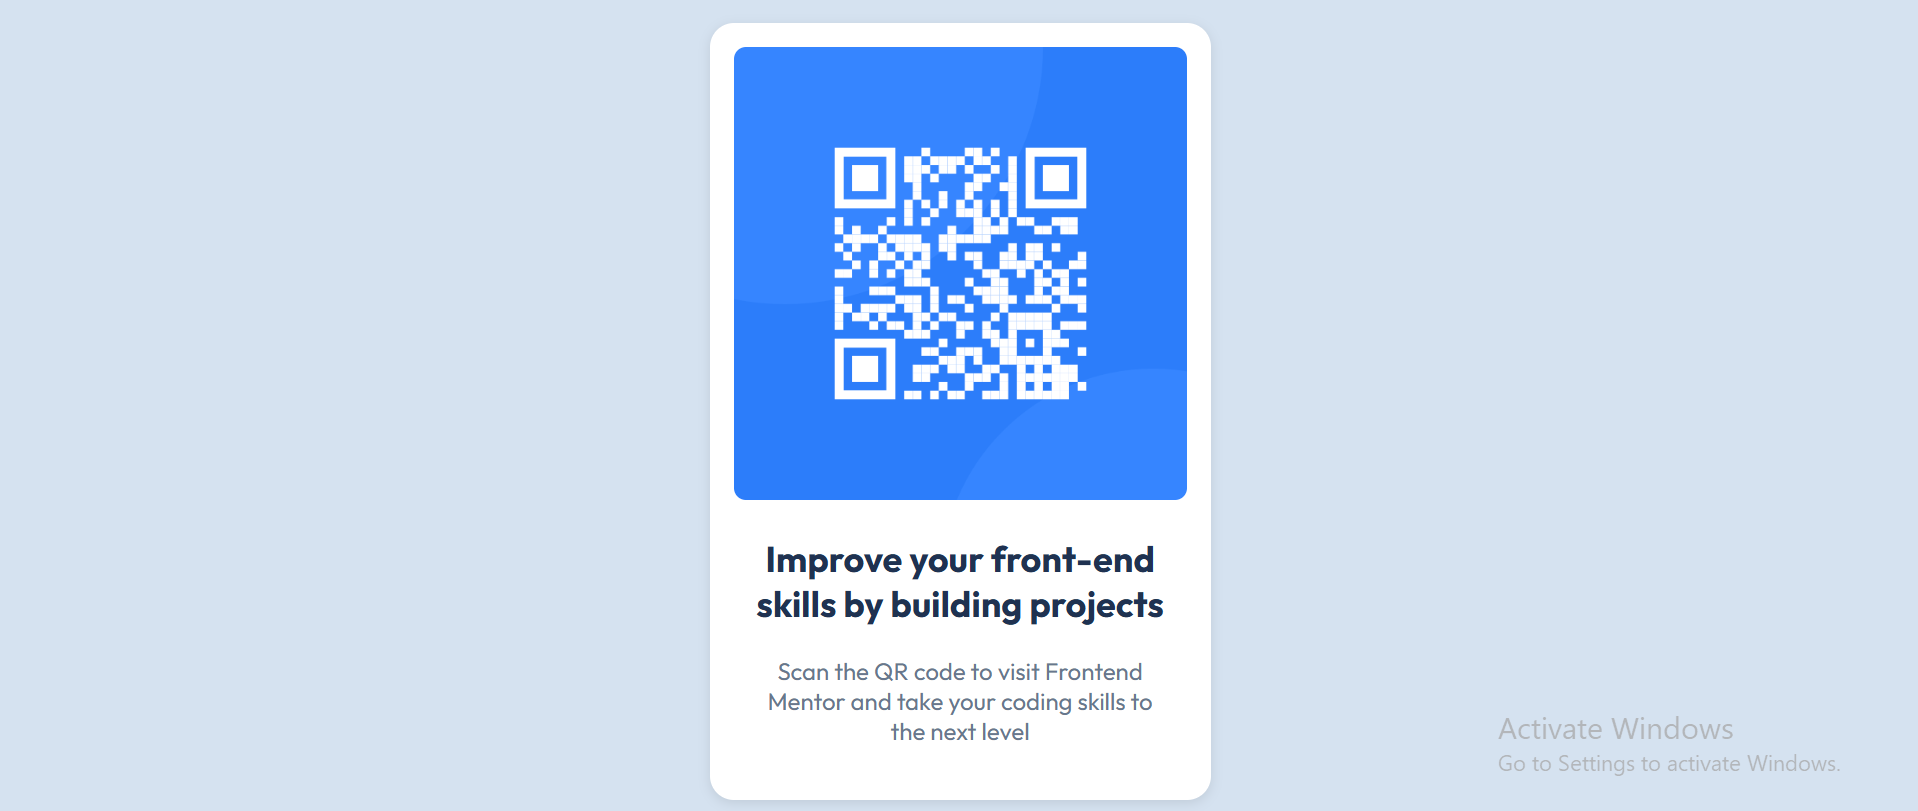 Improve your front-end
skills by building projects
Scan the QR code to visit Frontend
Mentor and take your coding skills to
the next level
Activate Windows
Go to Settings to activate Windows.